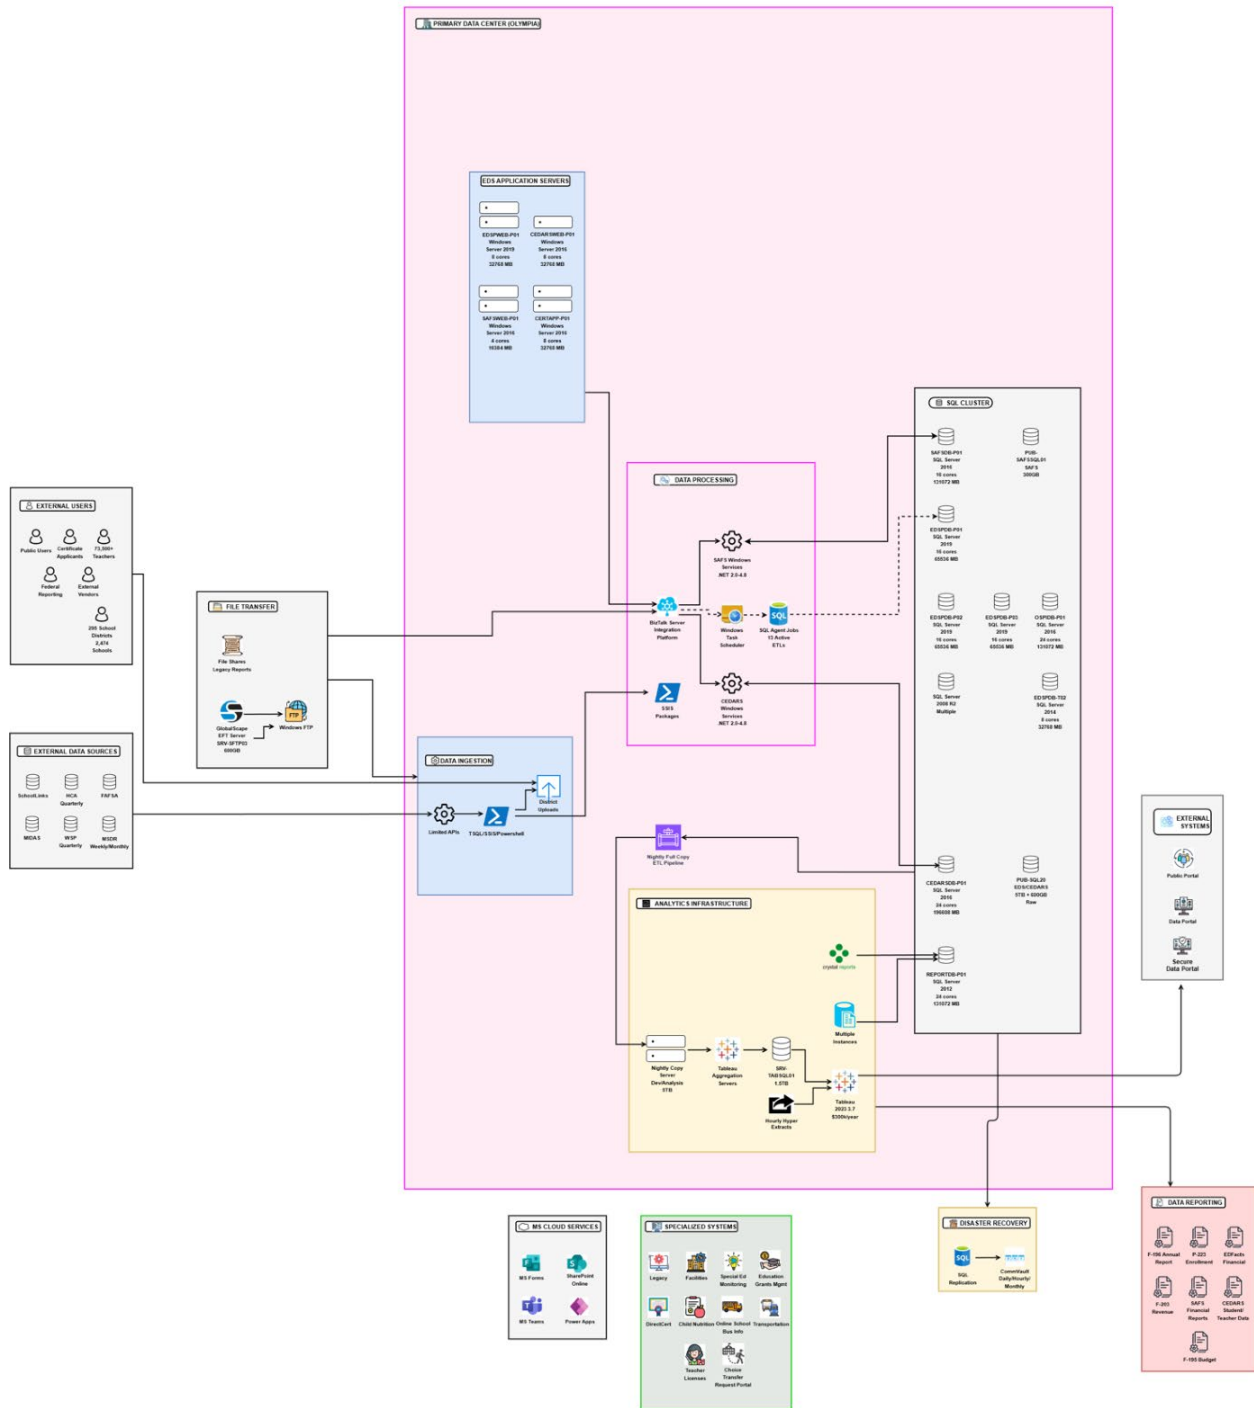 PRIMARY DATA CENTER (OLYMPIA)
EDS APPLICATION SERVERS
EDSPWEB-P01
Windows
Server 2019
8 cores
32768 MB
CEDARSWEB-P01
Windows
Server 2016
8 cores
32768 MB
SAFSWEB-P01
Windows
Server 2016
4 cores
16384 MB
CERTAPP-P01
Windows
Server 2016
8 cores
32768 MB
SQL CLUSTER
SAFSDB-P01
SQL Server
2016
16 cores
131072 MB
PUB-
SAFSSQL01
SAFS
300GB
EDSPDB-P01
SQL Server
2019
16 cores
65536 MB
EDSPDB-P02
SQL Server
2019
16 cores
65536 MB
EDSPDB-P03
SQL Server
2019
16 cores
65536 MB
OSPIDB-P01
SQL Server
2016
24 cores
131072 MB
SQL Server
2008 R2
Multiple
EDSPDB-T02
SQL Server
2014
8 cores
32768 MB
CEDARSDB-P01
SQL Server
2016
24 cores
196608 MB
PUB-SQL20
EDS/CEDARS
Raw
REPORTDB-P01
SQL Server
2012
24 cores
131072 MB
DATA PROCESSING
SAFS Windows
Services
.NET 2.0-4.8
BizTalk Server
Integration
Platform
Windows
Task
Scheduler
SQL
SQL Agent Jobs
13 Active
ETLs
SSIS
Packages
CEDARS
Windows
Services
.NET 2.0-4.8
EXTERNAL USERS
Public Users
Certificate
Applicants
Teachers
Federal
Reporting
External
Vendors
295 School
Districts
2,474
Schools
FILE TRANSFER
File Shares
Legacy Reports
GlobalScape
EFT Server
SRV-SFTP03
600GB
FTP
Windows FTP
EXTERNAL DATA SOURCES
SchoolLinks
HCA
Quarterly
FAFSA
MIDAS
WSP
Quarterly
MSDR
Weekly/Monthly
DATA INGESTION
Limited APIs
TSQL/SSIS/Powershell
District
Uploads
Nightly Full Copy
ETL Pipeline
ANALYTICS INFRASTRUCTURE
crystal reports
Multiple
Instances
Nightly Copy
Server
Dev/Analysis
Tableau
Aggregation
Servers
SRV-
TABSQL01
Hourly Hyper
Extracts
Tableau
2023 3.7
EXTERNAL
SYSTEMS
Public Portal
Data Portal
Secure
Data Portal
MS CLOUD SERVICES
MS Forms
SharePoint
Online
MS Teams
Power Apps
SPECIALIZED SYSTEMS
Legacy
Facilities
Special Ed
Monitoring
Education
Grants Mgmt
DirectCert
Child Nutrition
Online School
Bus Info
Transportation
Teacher
Licenses
Choice
Transfer
Request Portal
DISASTER RECOVERY
SQL
SQL
Replication
CommVault
Daily/Hourly/
Monthly
DATA REPORTING
F-196 Annual
Report
P-223
Enrollment
EDFacts
Financial
F-203
Revenue
SAFS
Financial
Reports
CEDARS
Student/
Teacher Data
F-195 Budget